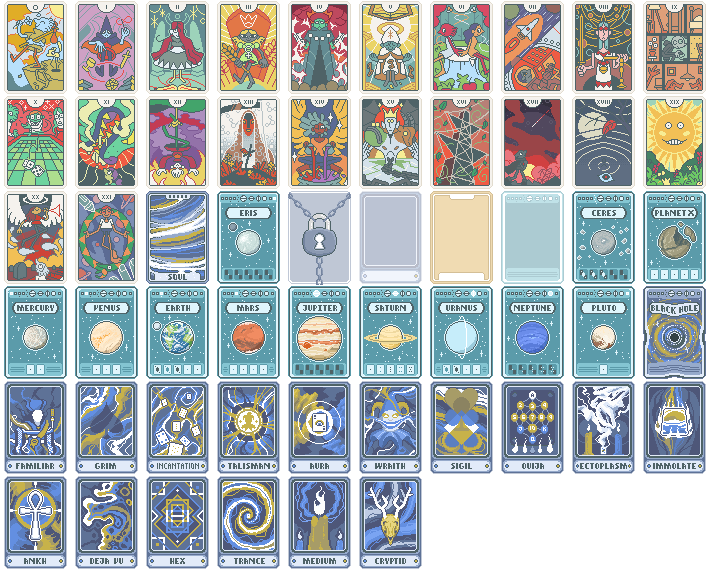 O
I
II
III
IV
V
VI
VII
VIII
IX
X
XI
XII
XIII
XIV
XV
XVI
XVII
XVIII
XIX
XX
XXI
SOUL
ERIS
CERES
PLANET X
MERCURY
VENUS
EARTH
MARS
JUPITER
SATURN
URANUS
NEPTUNE
PLUTO
BLACK HOLE
FAMILIAR
GRIM
INCANTATION
TALISMAN
AURA
WRAITH
SIGIL
OUIJA
ECTOPLASM
IMMOLATE
ANKH
DEJA VU
HEX
TRANCE
MEDIUM
CRYPTID